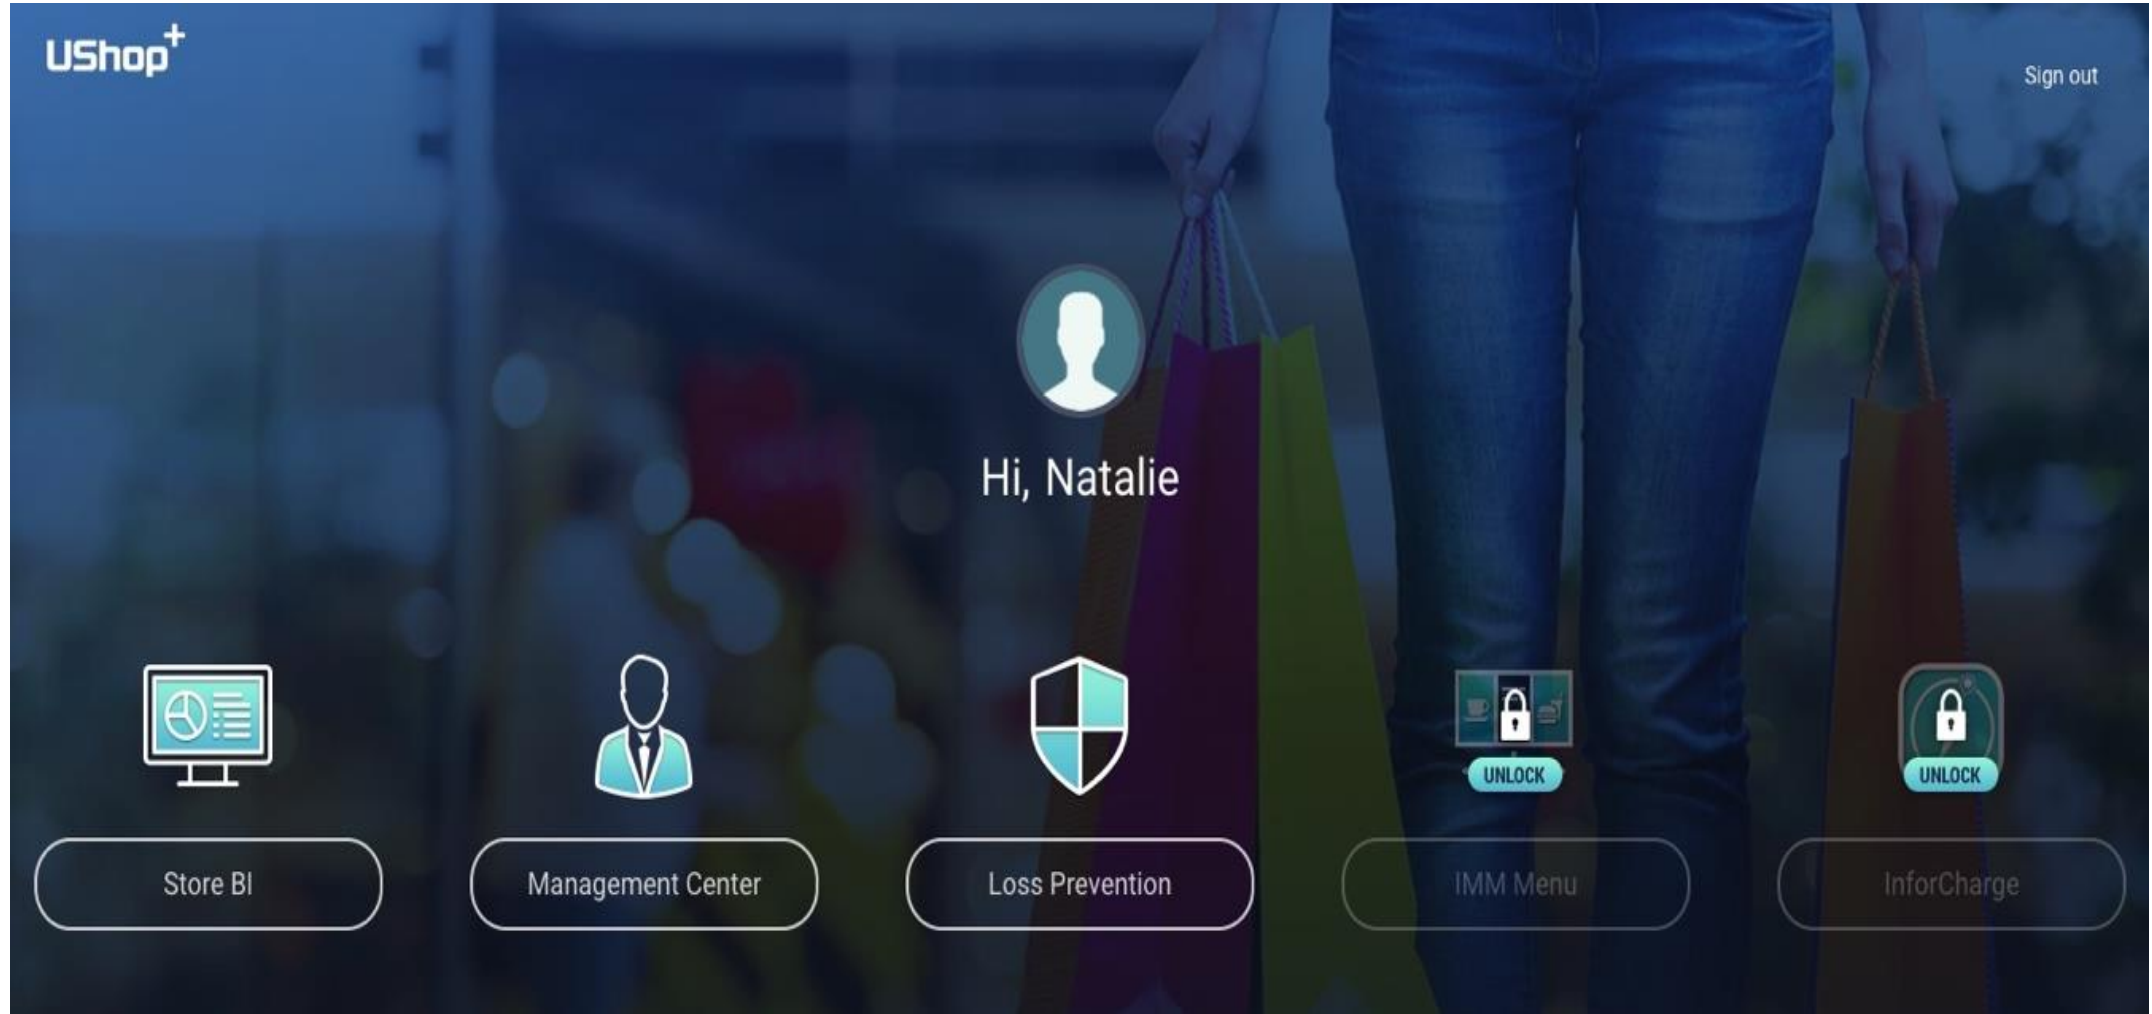 UShop+
Sign out
Hi, Natalie
UNLOCK
UNLOCK
Store BI
Management Center
Loss Prevention
IMM Menu
InforCharge